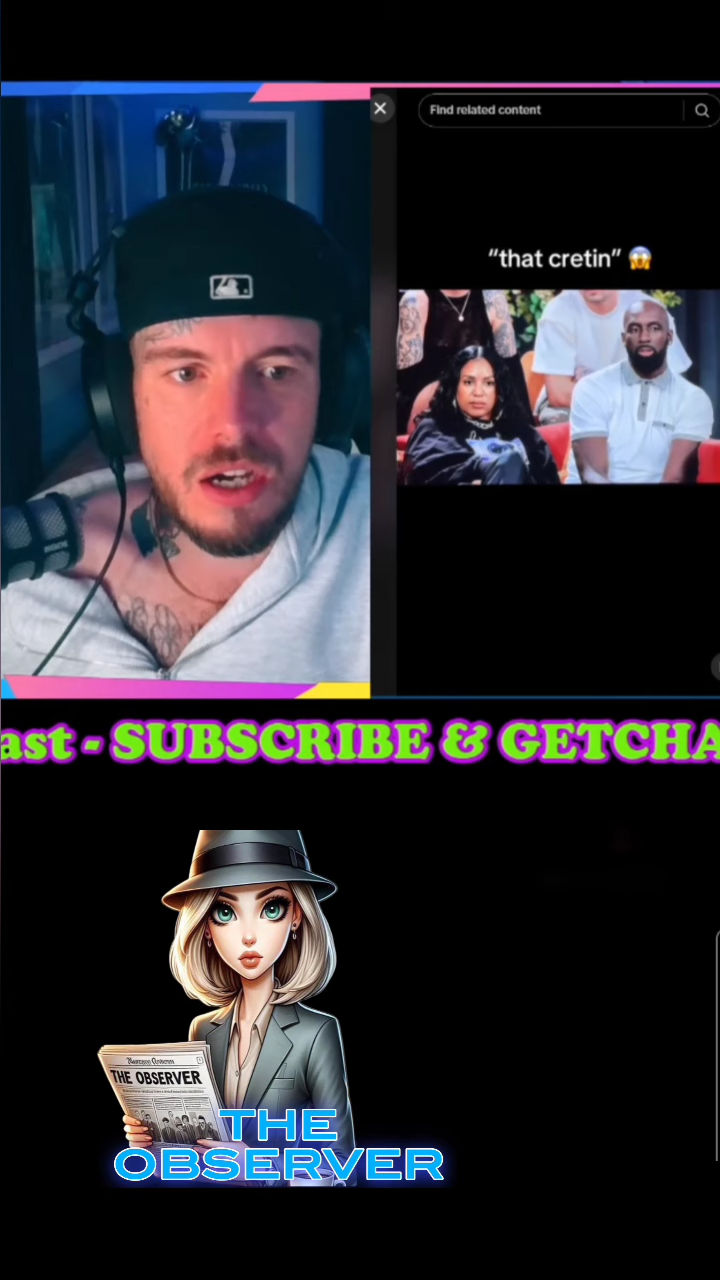 Find related content
“that cretin” 😱
ast - SUBSCRIBE & GETCHA
THE OBSERVER
THE
OBSERVER